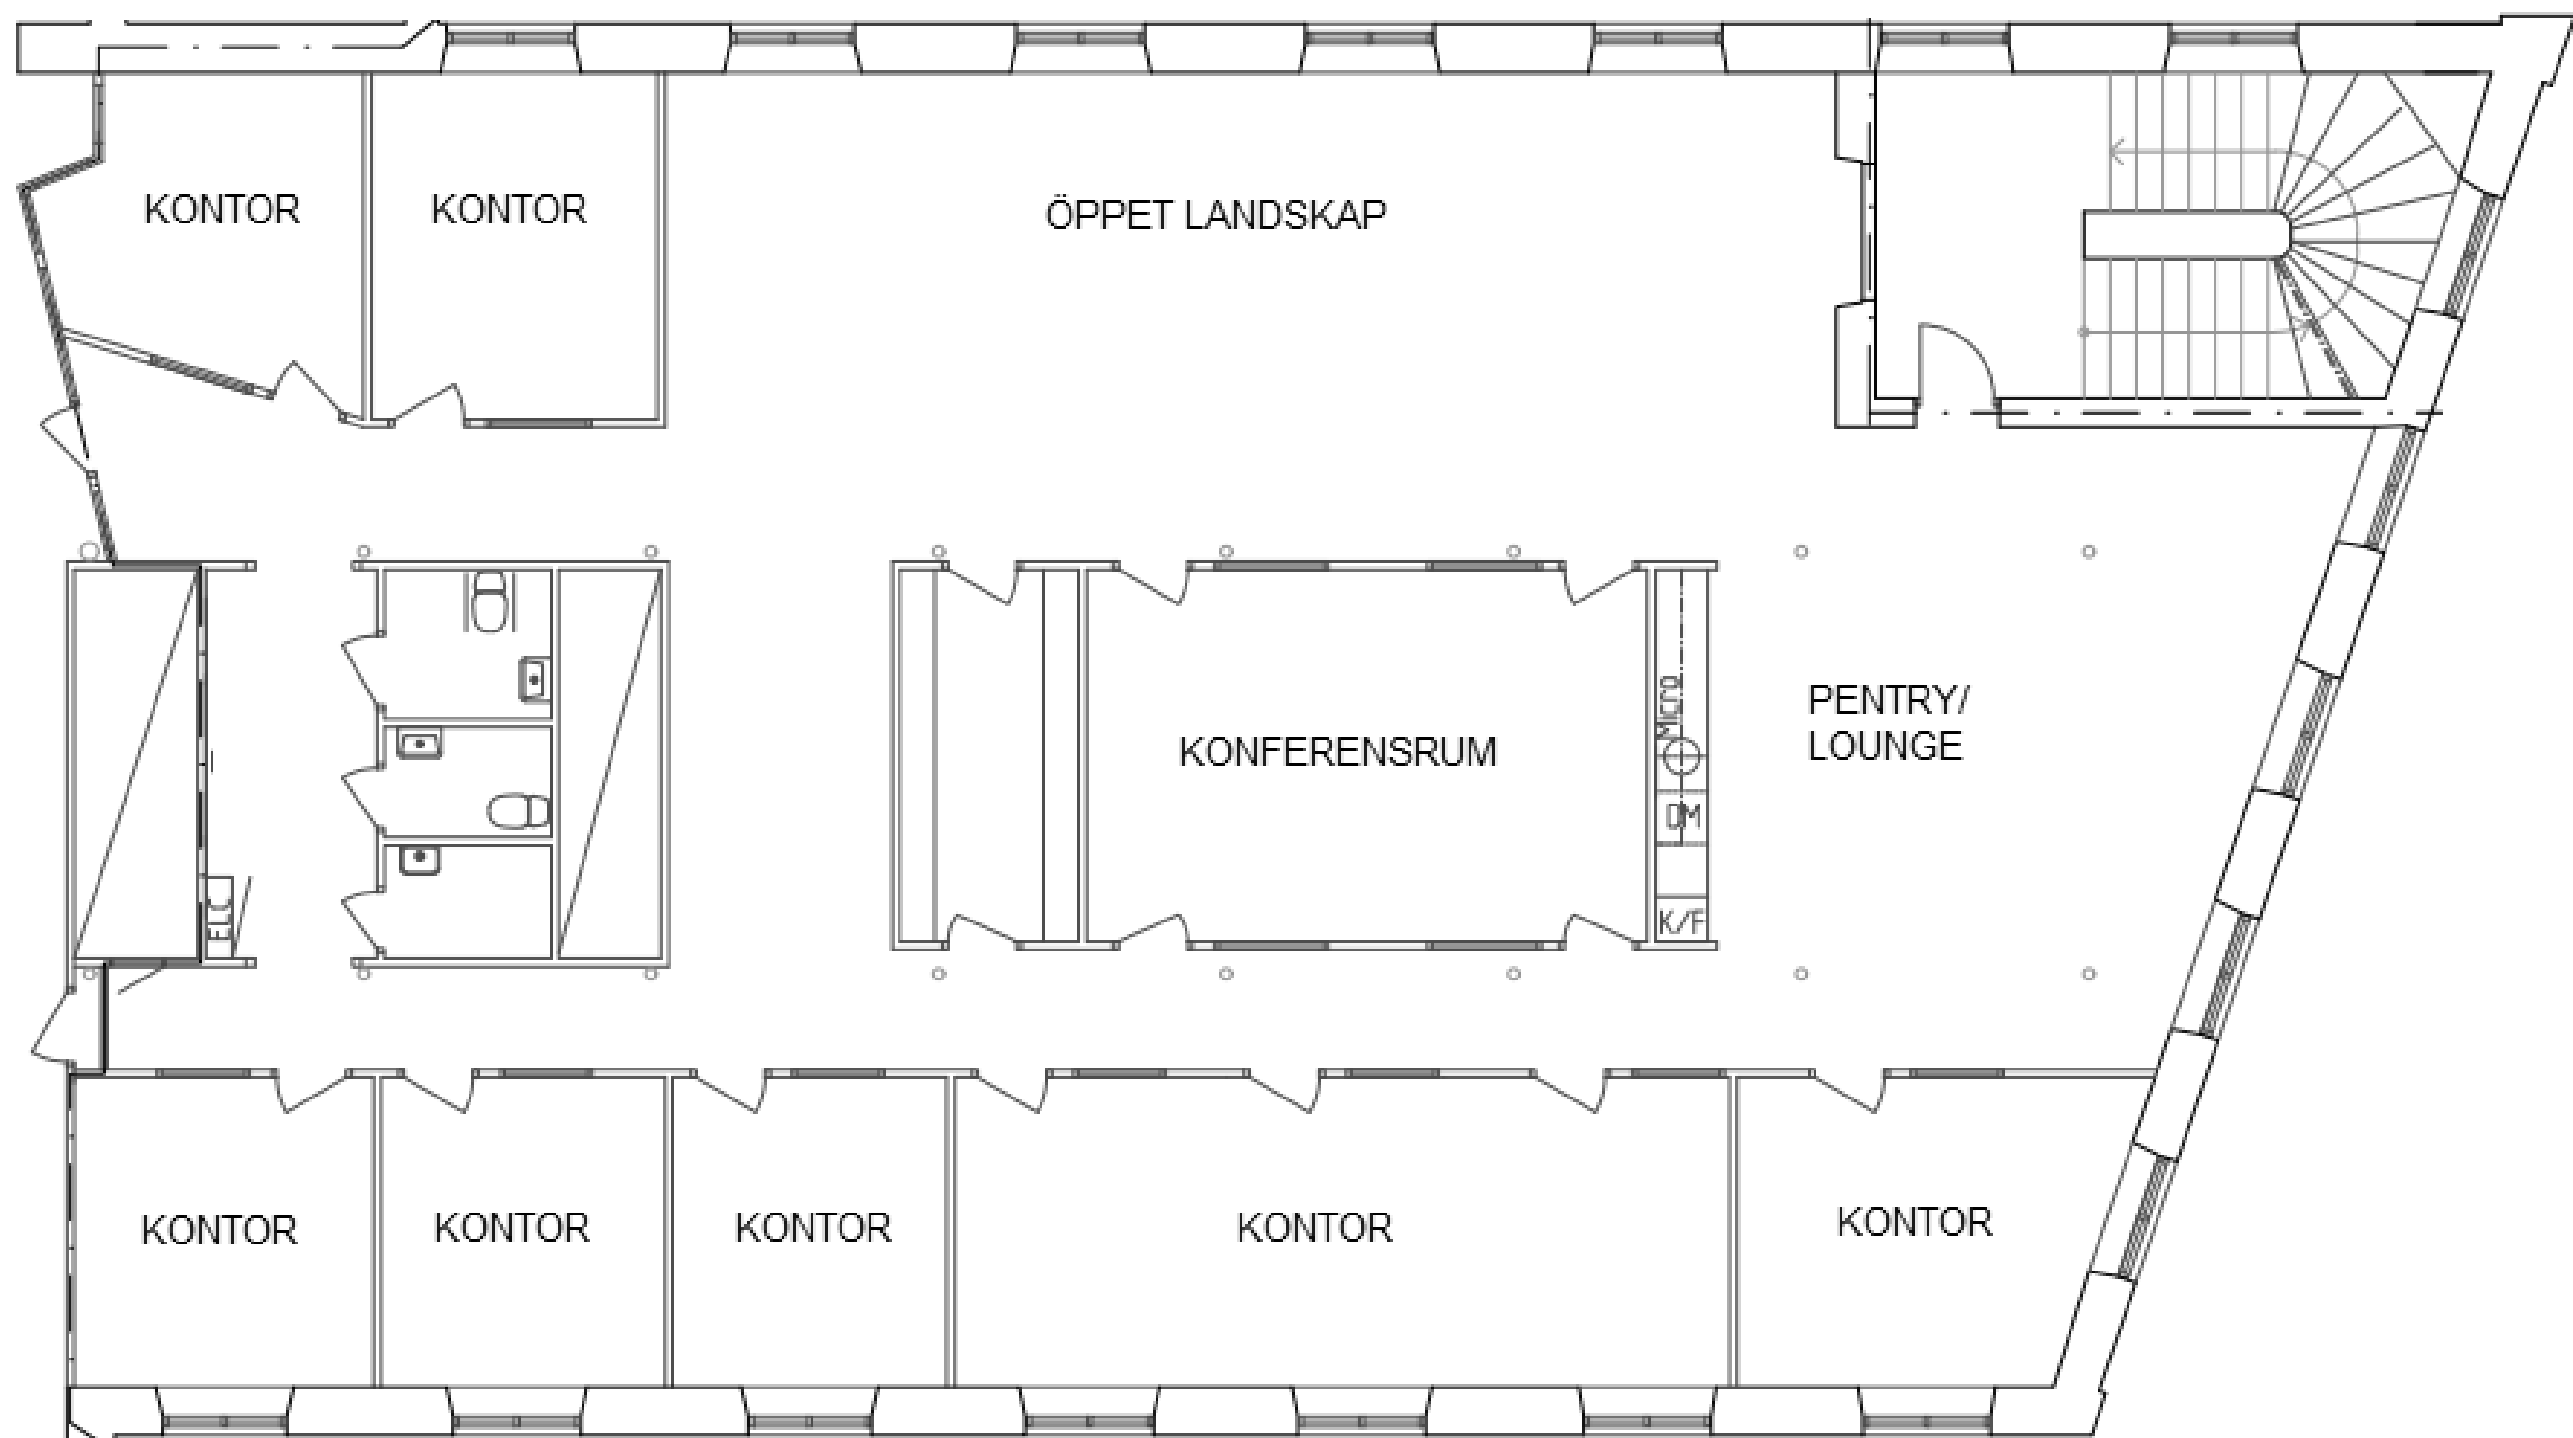 KONTOR
KONTOR
ÖPPET LANDSKAP
MICRO
DM
K/F
ELC
KONFERENSRUM
PENTRY/
LOUNGE
KONTOR
KONTOR
KONTOR
KONTOR
KONTOR